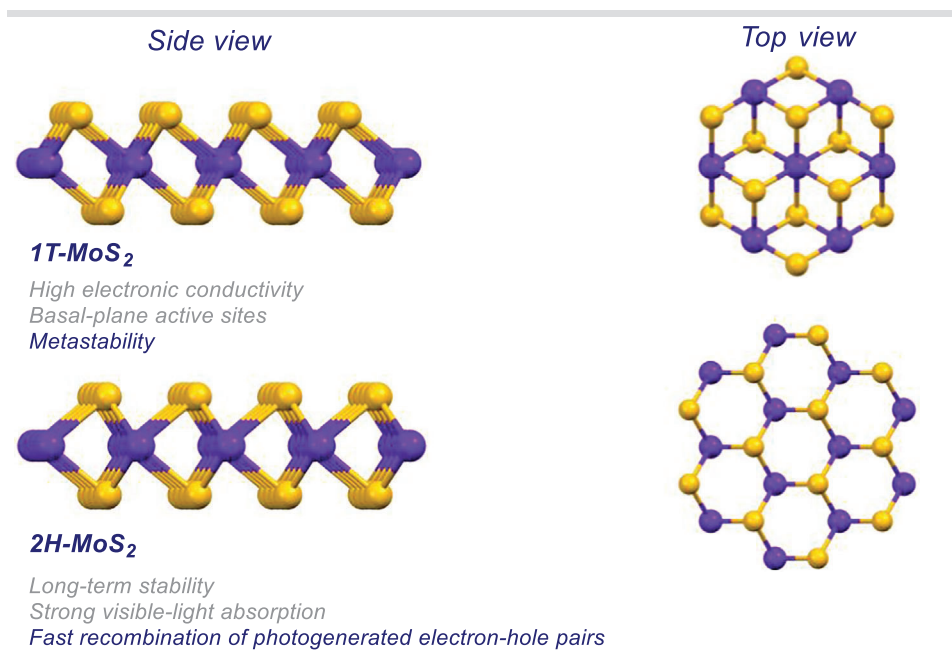 Side view
Top view
1T-MoS2
High electronic conductivity
Basal-plane active sites
Metastability
2H-MoS2
Long-term stability
Strong visible-light absorption
Fast recombination of photogenerated electron-hole pairs